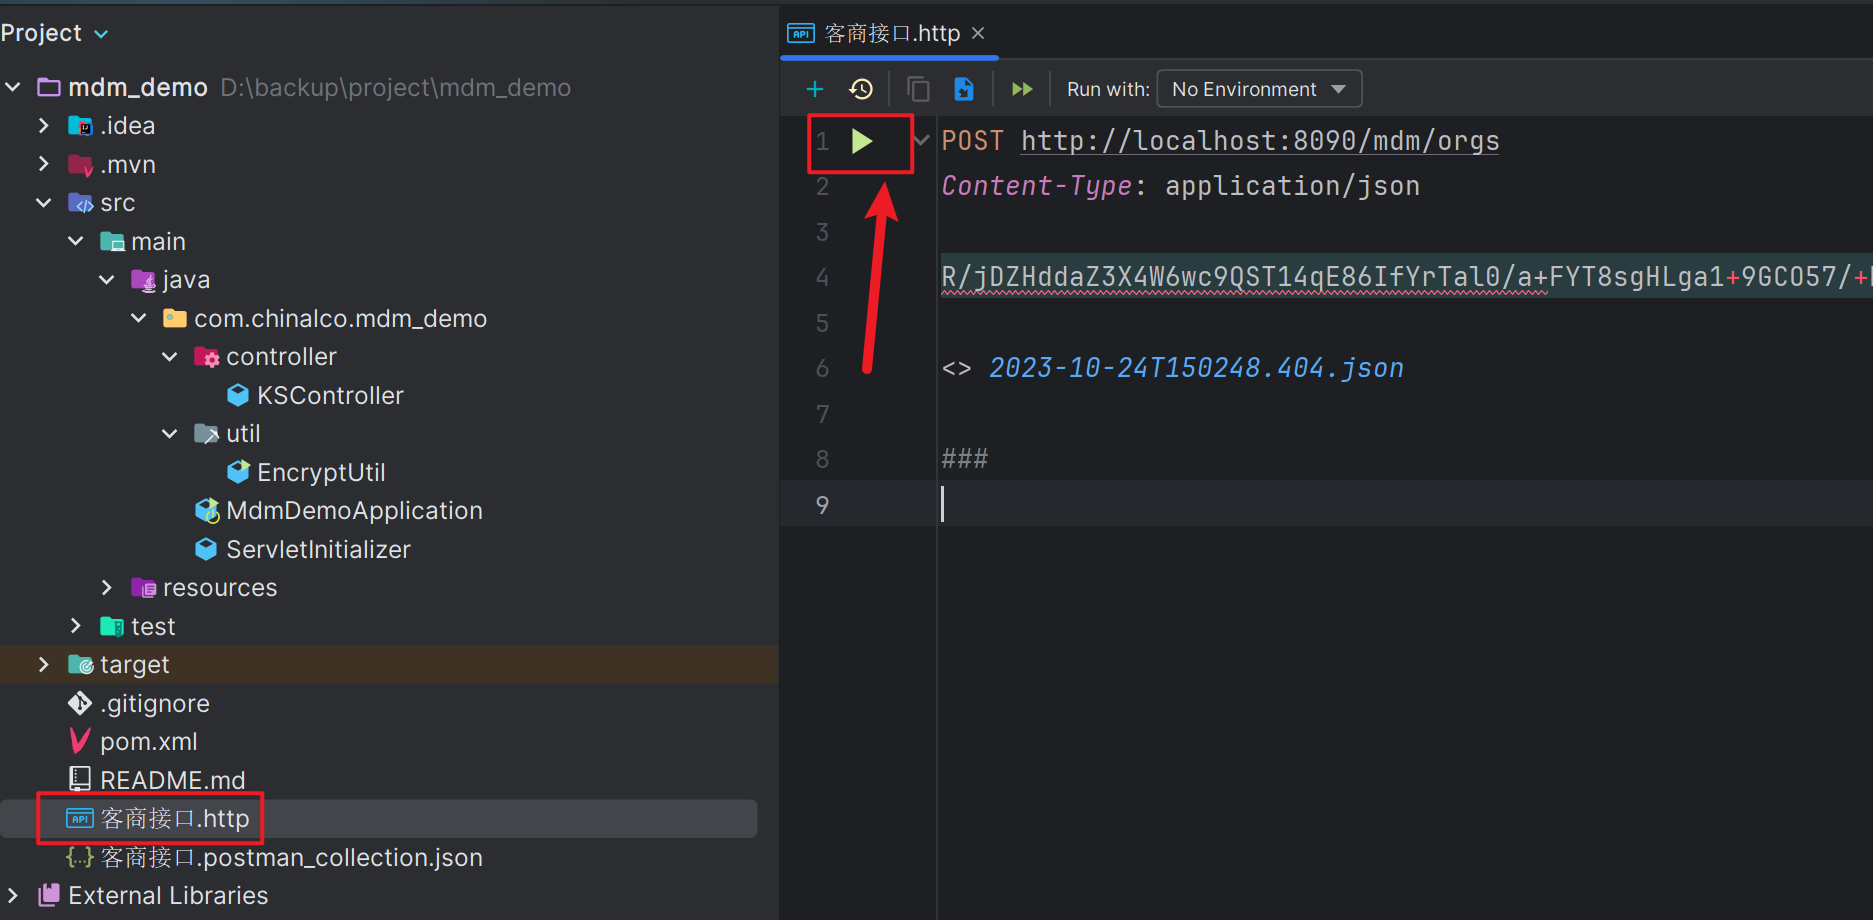 Project
mdm_demo D:\backup\project\mdm_demo
.idea
.mvn
src
main
java
com.chinalco.mdm_demo
controller
KSController
util
EncryptUtil
MdmDemoApplication
ServletInitializer
resources
test
target
.gitignore
pom.xml
README.md
API 客商接口.http
客商接口.postman_collection.json
External Libraries
API 客商接口.http
Run with: No Environment
1 POST http://localhost:8090/mdm/orgs
2 Content-Type: application/json
3
4 R/jDZHddaZ3X4W6wc9QST14qE86IfYrTal0/a+FYT8sgHLga1+9GCO57/+
5
6 <> 2023-10-24T150248.404.json
7
8 ###
9